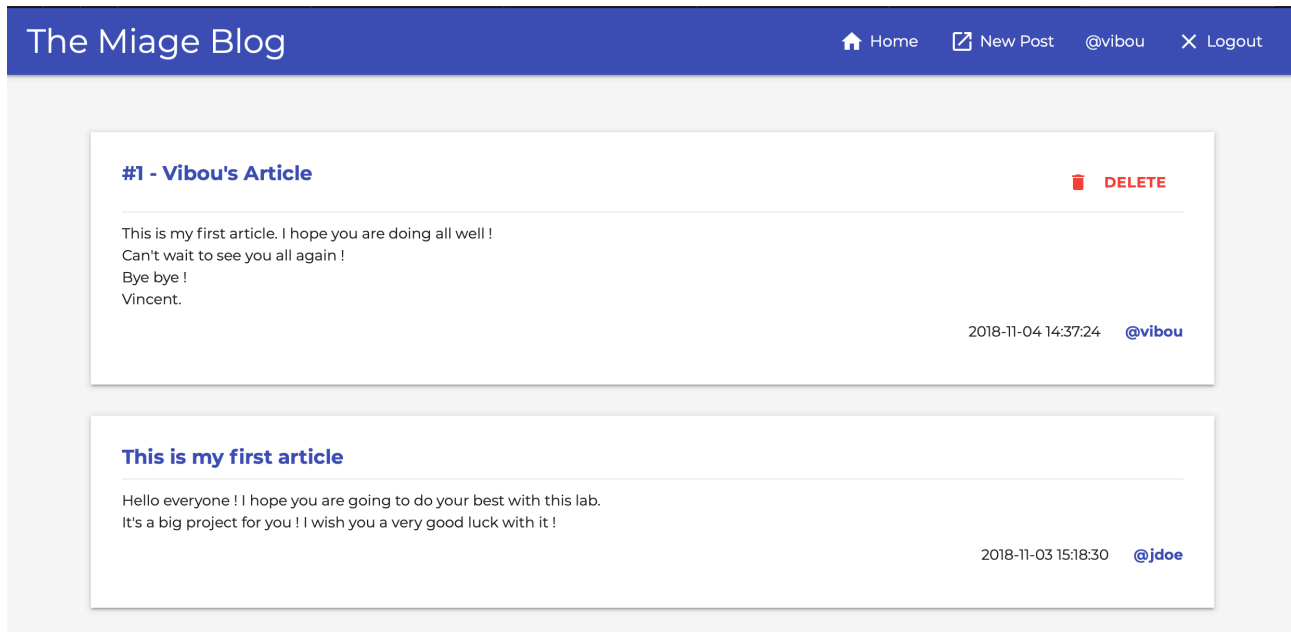 The Miage Blog
Home
New Post
@vibou
Logout
#1 - Vibou's Article
DELETE
This is my first article. I hope you are doing all well !
Can't wait to see you all again !
Bye bye !
Vincent.
2018-11-04 14:37:24 @vibou
This is my first article
Hello everyone ! I hope you are going to do your best with this lab.
It's a big project for you ! I wish you a very good luck with it !
2018-11-03 15:18:30 @jdoe